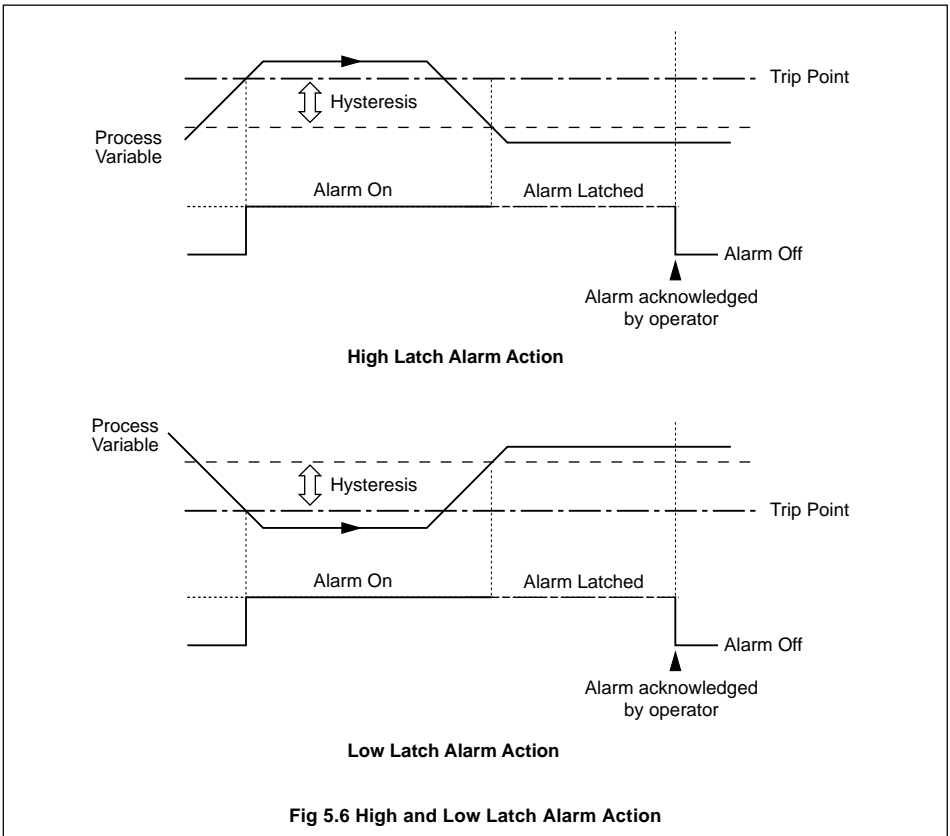 Trip Point
Hysteresis
Process
Variable
Alarm On
Alarm Latched
Alarm Off
Alarm acknowledged
by operator
High Latch Alarm Action
Process
Variable
Hysteresis
Trip Point
Alarm On
Alarm Latched
Alarm Off
Alarm acknowledged
by operator
Low Latch Alarm Action
Fig 5.6 High and Low Latch Alarm Action